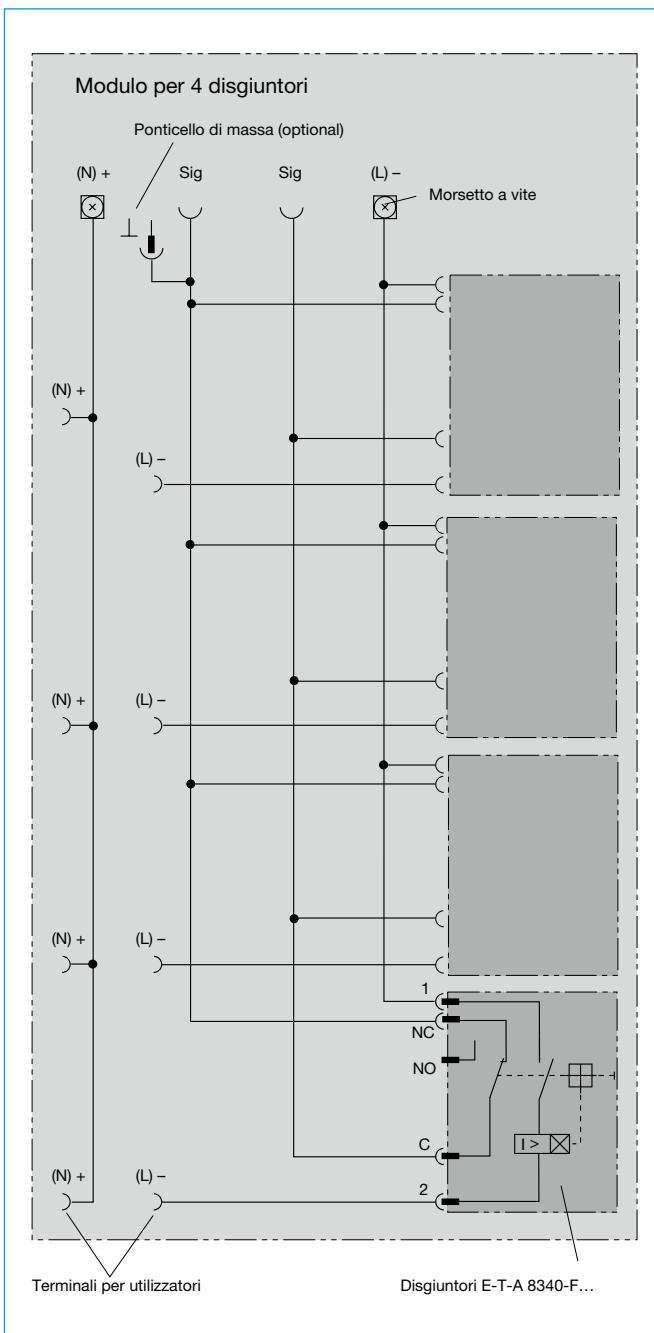 Modulo per 4 disgiuntori
Ponticello di massa (optional)
(N) +
Sig
Sig
(L) –
Morsetto a vite
(N) +
(L) –
(N) +
(L) –
(N) +
(L) –
1
NC
NO
C
I >
(N) +
(L) –
2
Terminali per utilizzatori
Disgiuntori E-T-A 8340-F…